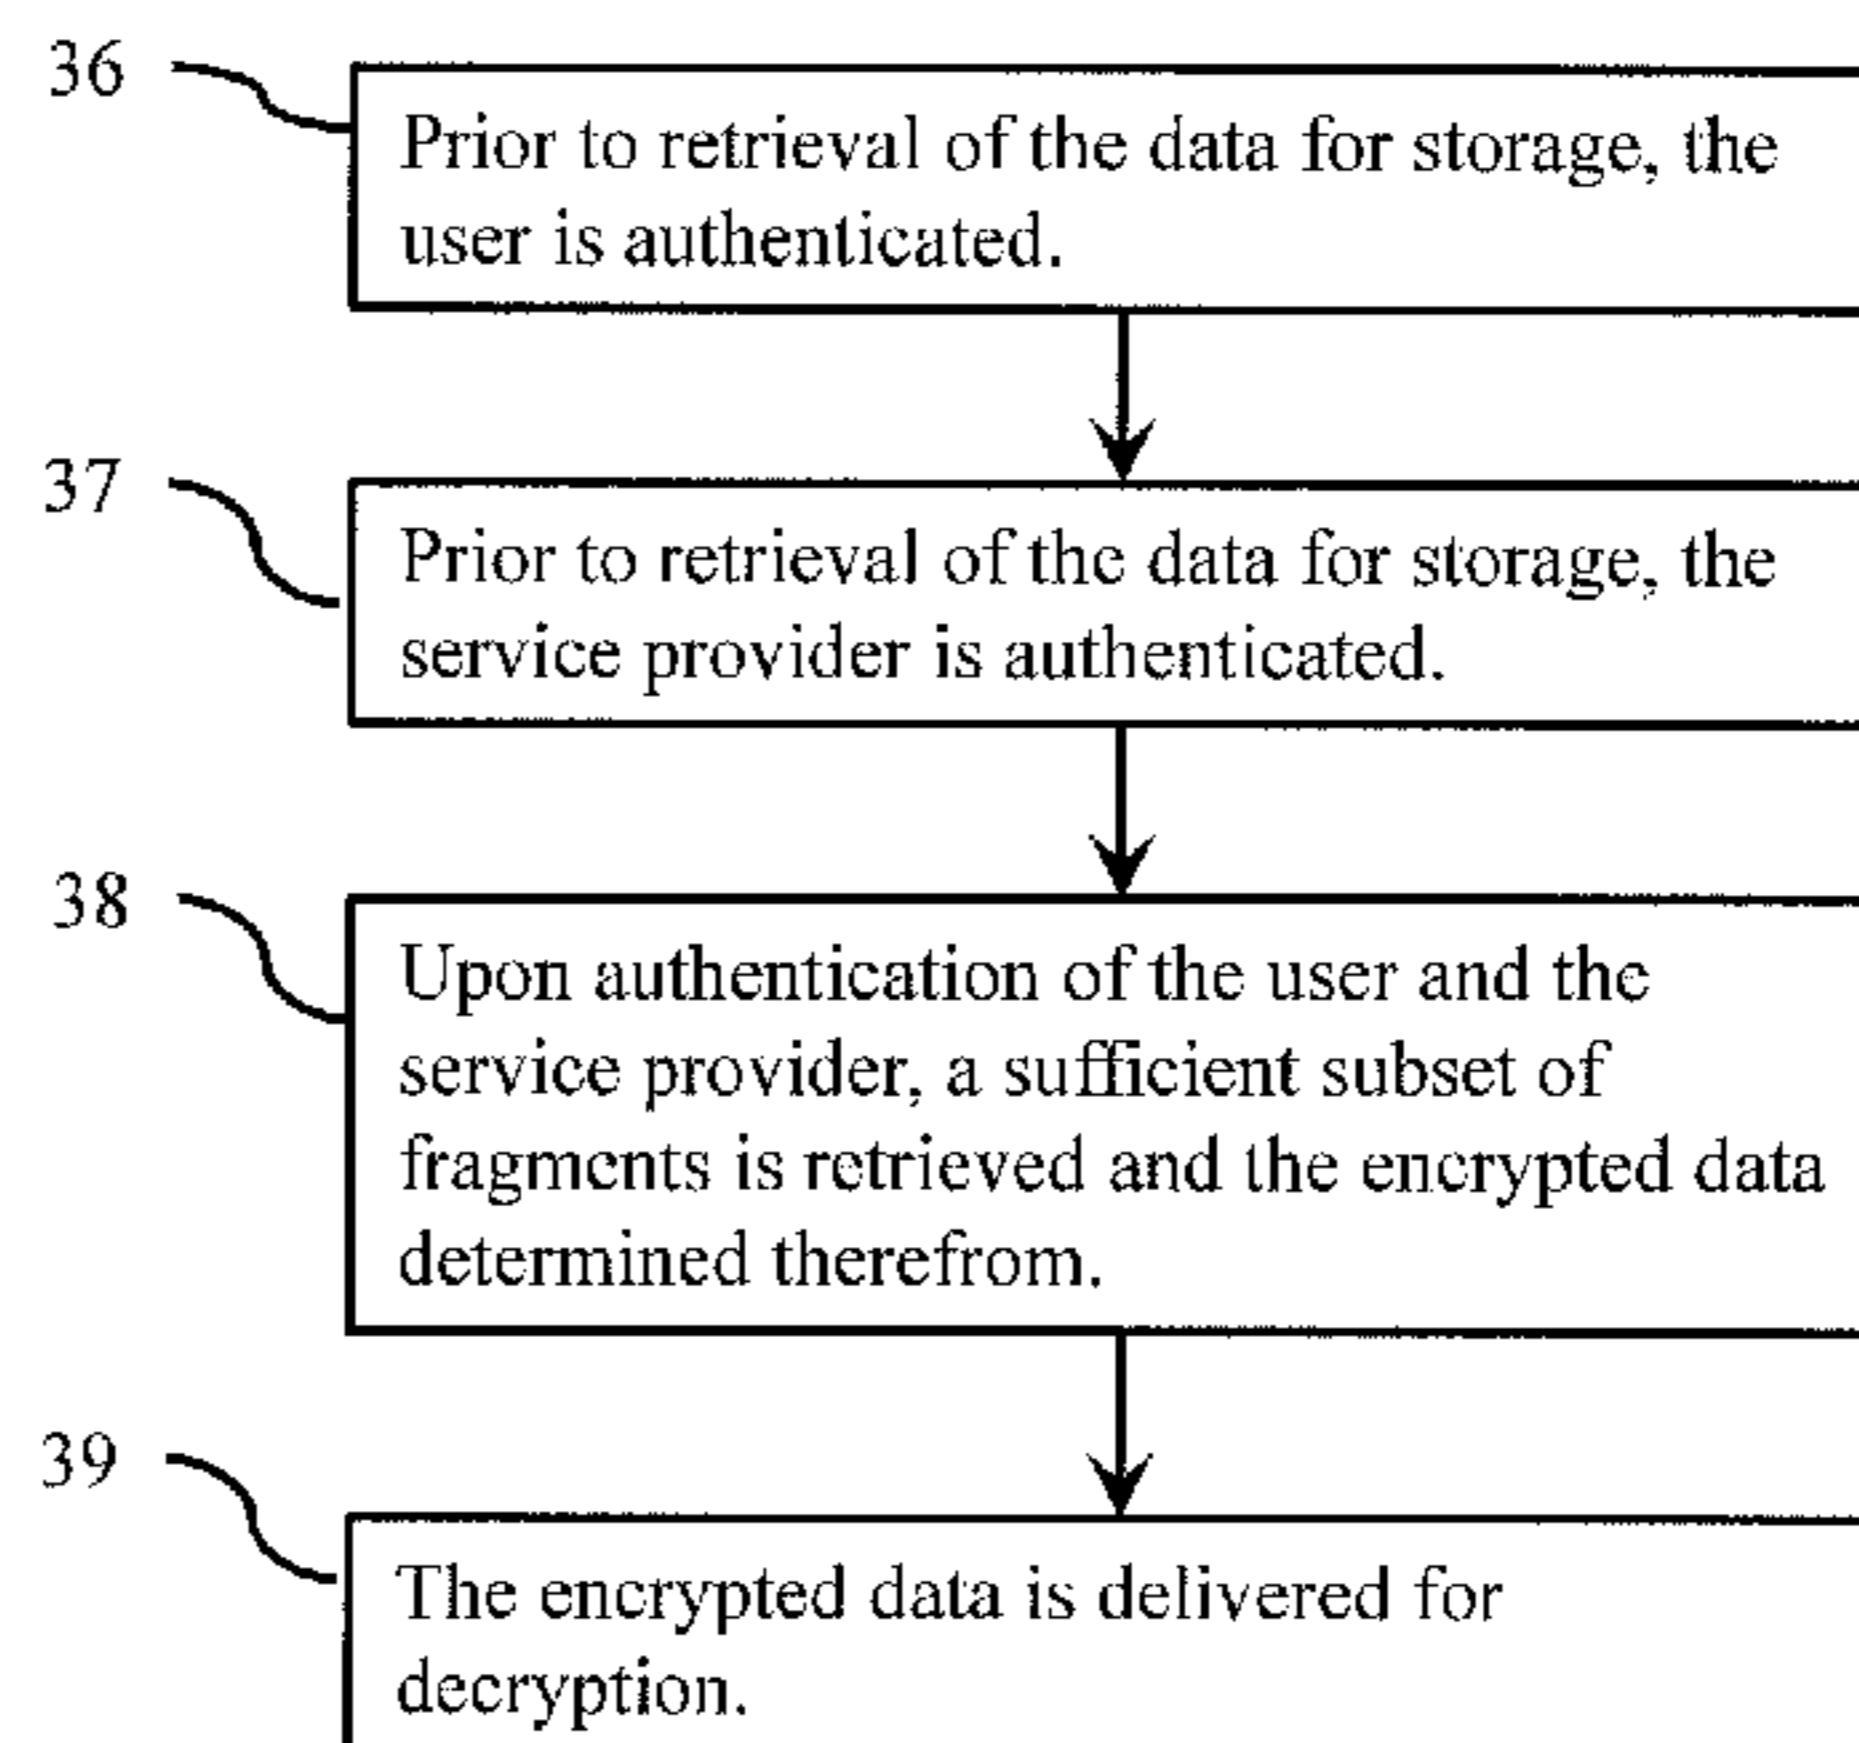 36
Prior to retrieval of the data for storage, the
user is authenticated.
37
Prior to retrieval of the data for storage, the
service provider is authenticated.
38
Upon authentication of the user and the
service provider, a sufficient subset of
fragments is retrieved and the encrypted data
determined therefrom.
39
The encrypted data is delivered for
decryption.